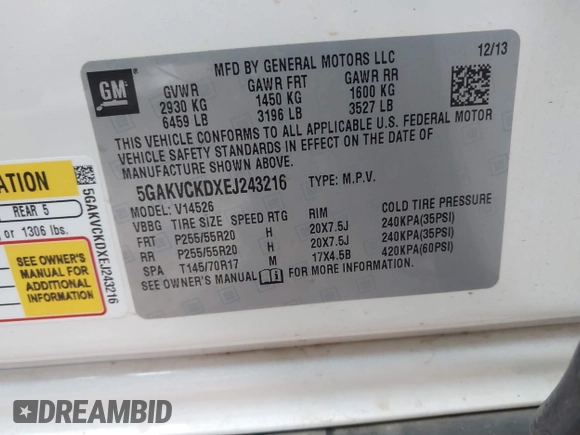 GM
MFD BY GENERAL MOTORS LLC 12/13
GVWR GAWR FRT GAWR RR
2930 KG 1450 KG 1600 KG
6459 LB 3196 LB 3527 LB
THIS VEHICLE CONFORMS TO ALL APPLICABLE U.S. FEDERAL MOTOR
VEHICLE SAFETY STANDARDS IN EFFECT ON THE DATE OF
MANUFACTURE SHOWN ABOVE.
5GAKVCKDXEJ243216 TYPE: M.P.V.
MODEL: V14526
VBBG TIRE SIZE SPEED RTG RIM COLD TIRE PRESSURE
FRT P255/55R20 H 20X7.5J 240KPA(35PSI)
RR P255/55R20 H 20X7.5J 240KPA(35PSI)
SPA T145/70R17 M 17X4.5B 420KPA(60PSI)
SEE OWNER'S MANUAL FOR ADDITIONAL INFORMATION.
ATION
REAR 5
or 1306 lbs.
SEE OWNER'S
MANUAL FOR
ADDITIONAL
INFORMATION
5GAKVCKDXEJ243216
DREAMBID